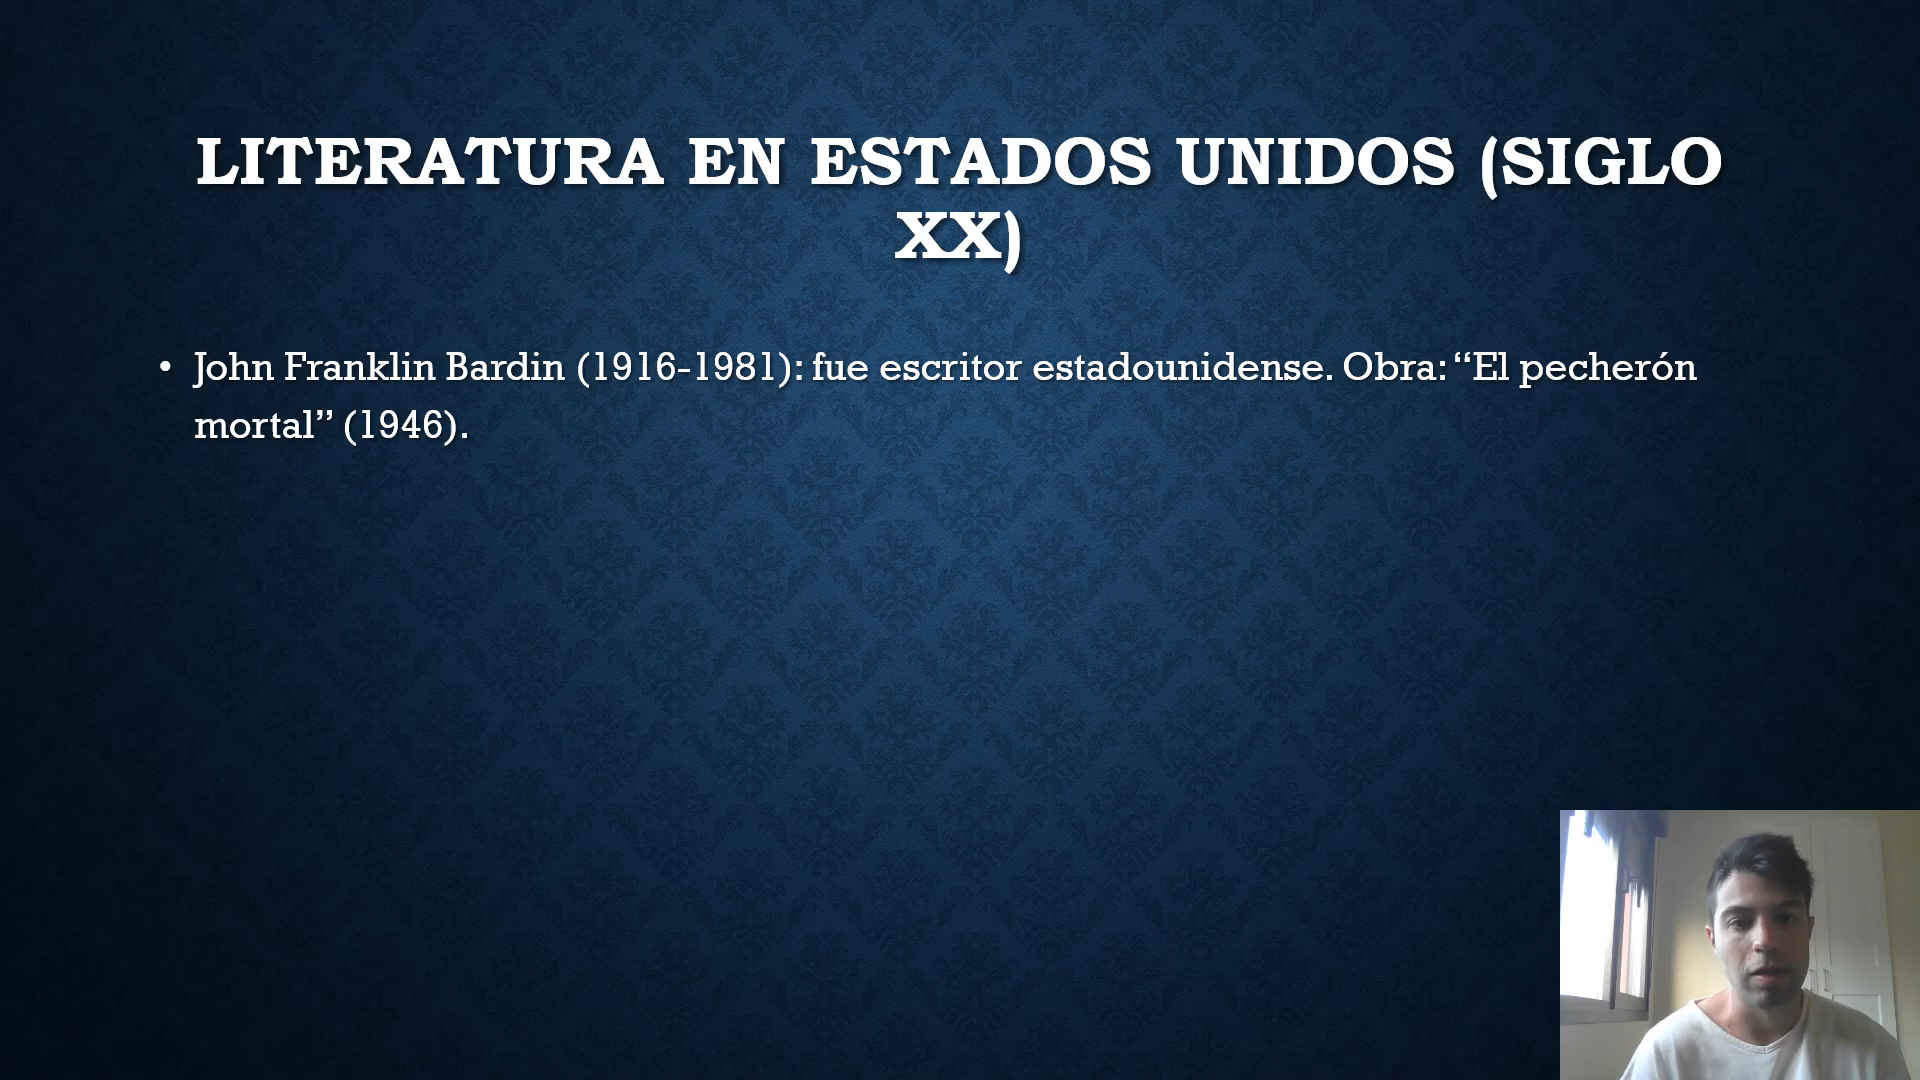 LITERATURA EN ESTADOS UNIDOS (SIGLO
XX)
• John Franklin Bardin (1916-1981): fue escritor estadounidense. Obra: “El pecherón
mortal” (1946).